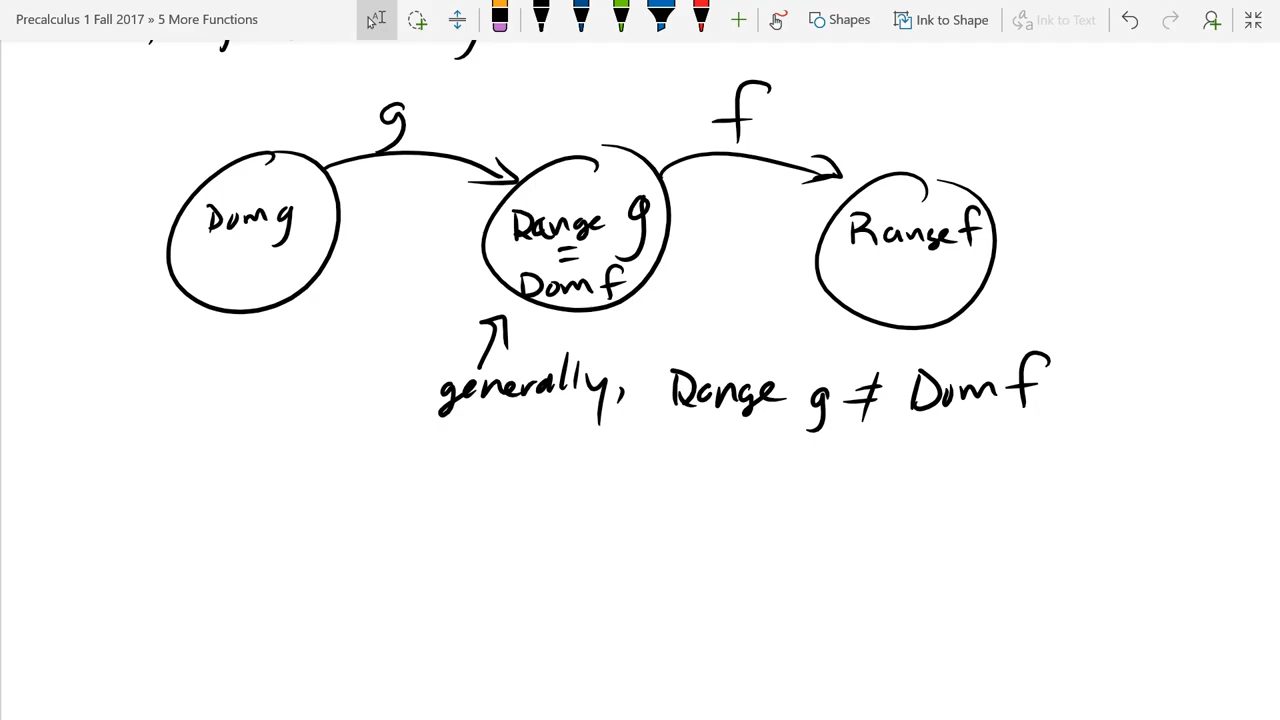 Precalculus 1 Fall 2017 » 5 More Functions
Shapes
Ink to Shape
Ink to Text
g
f
Dom g
Range g
=
Dom f
Range f
generally, Range g ≠ Dom f